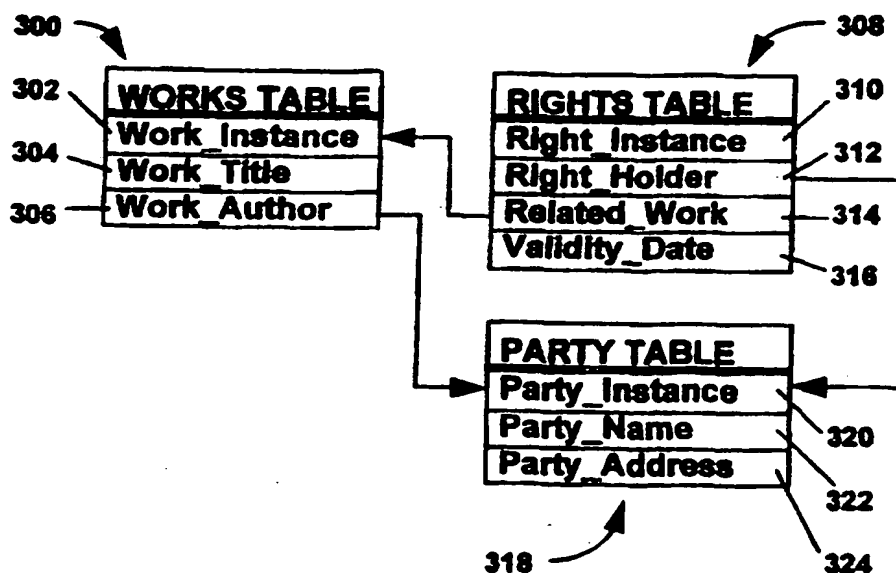 300
302
304
306
WORKS TABLE
Work_Instance
Work_Title
Work_Author
308
310
312
314
316
RIGHTS TABLE
Right_Instance
Right_Holder
Related_Work
Validity_Date
PARTY TABLE
Party_Instance
Party_Name
Party_Address
318
320
322
324